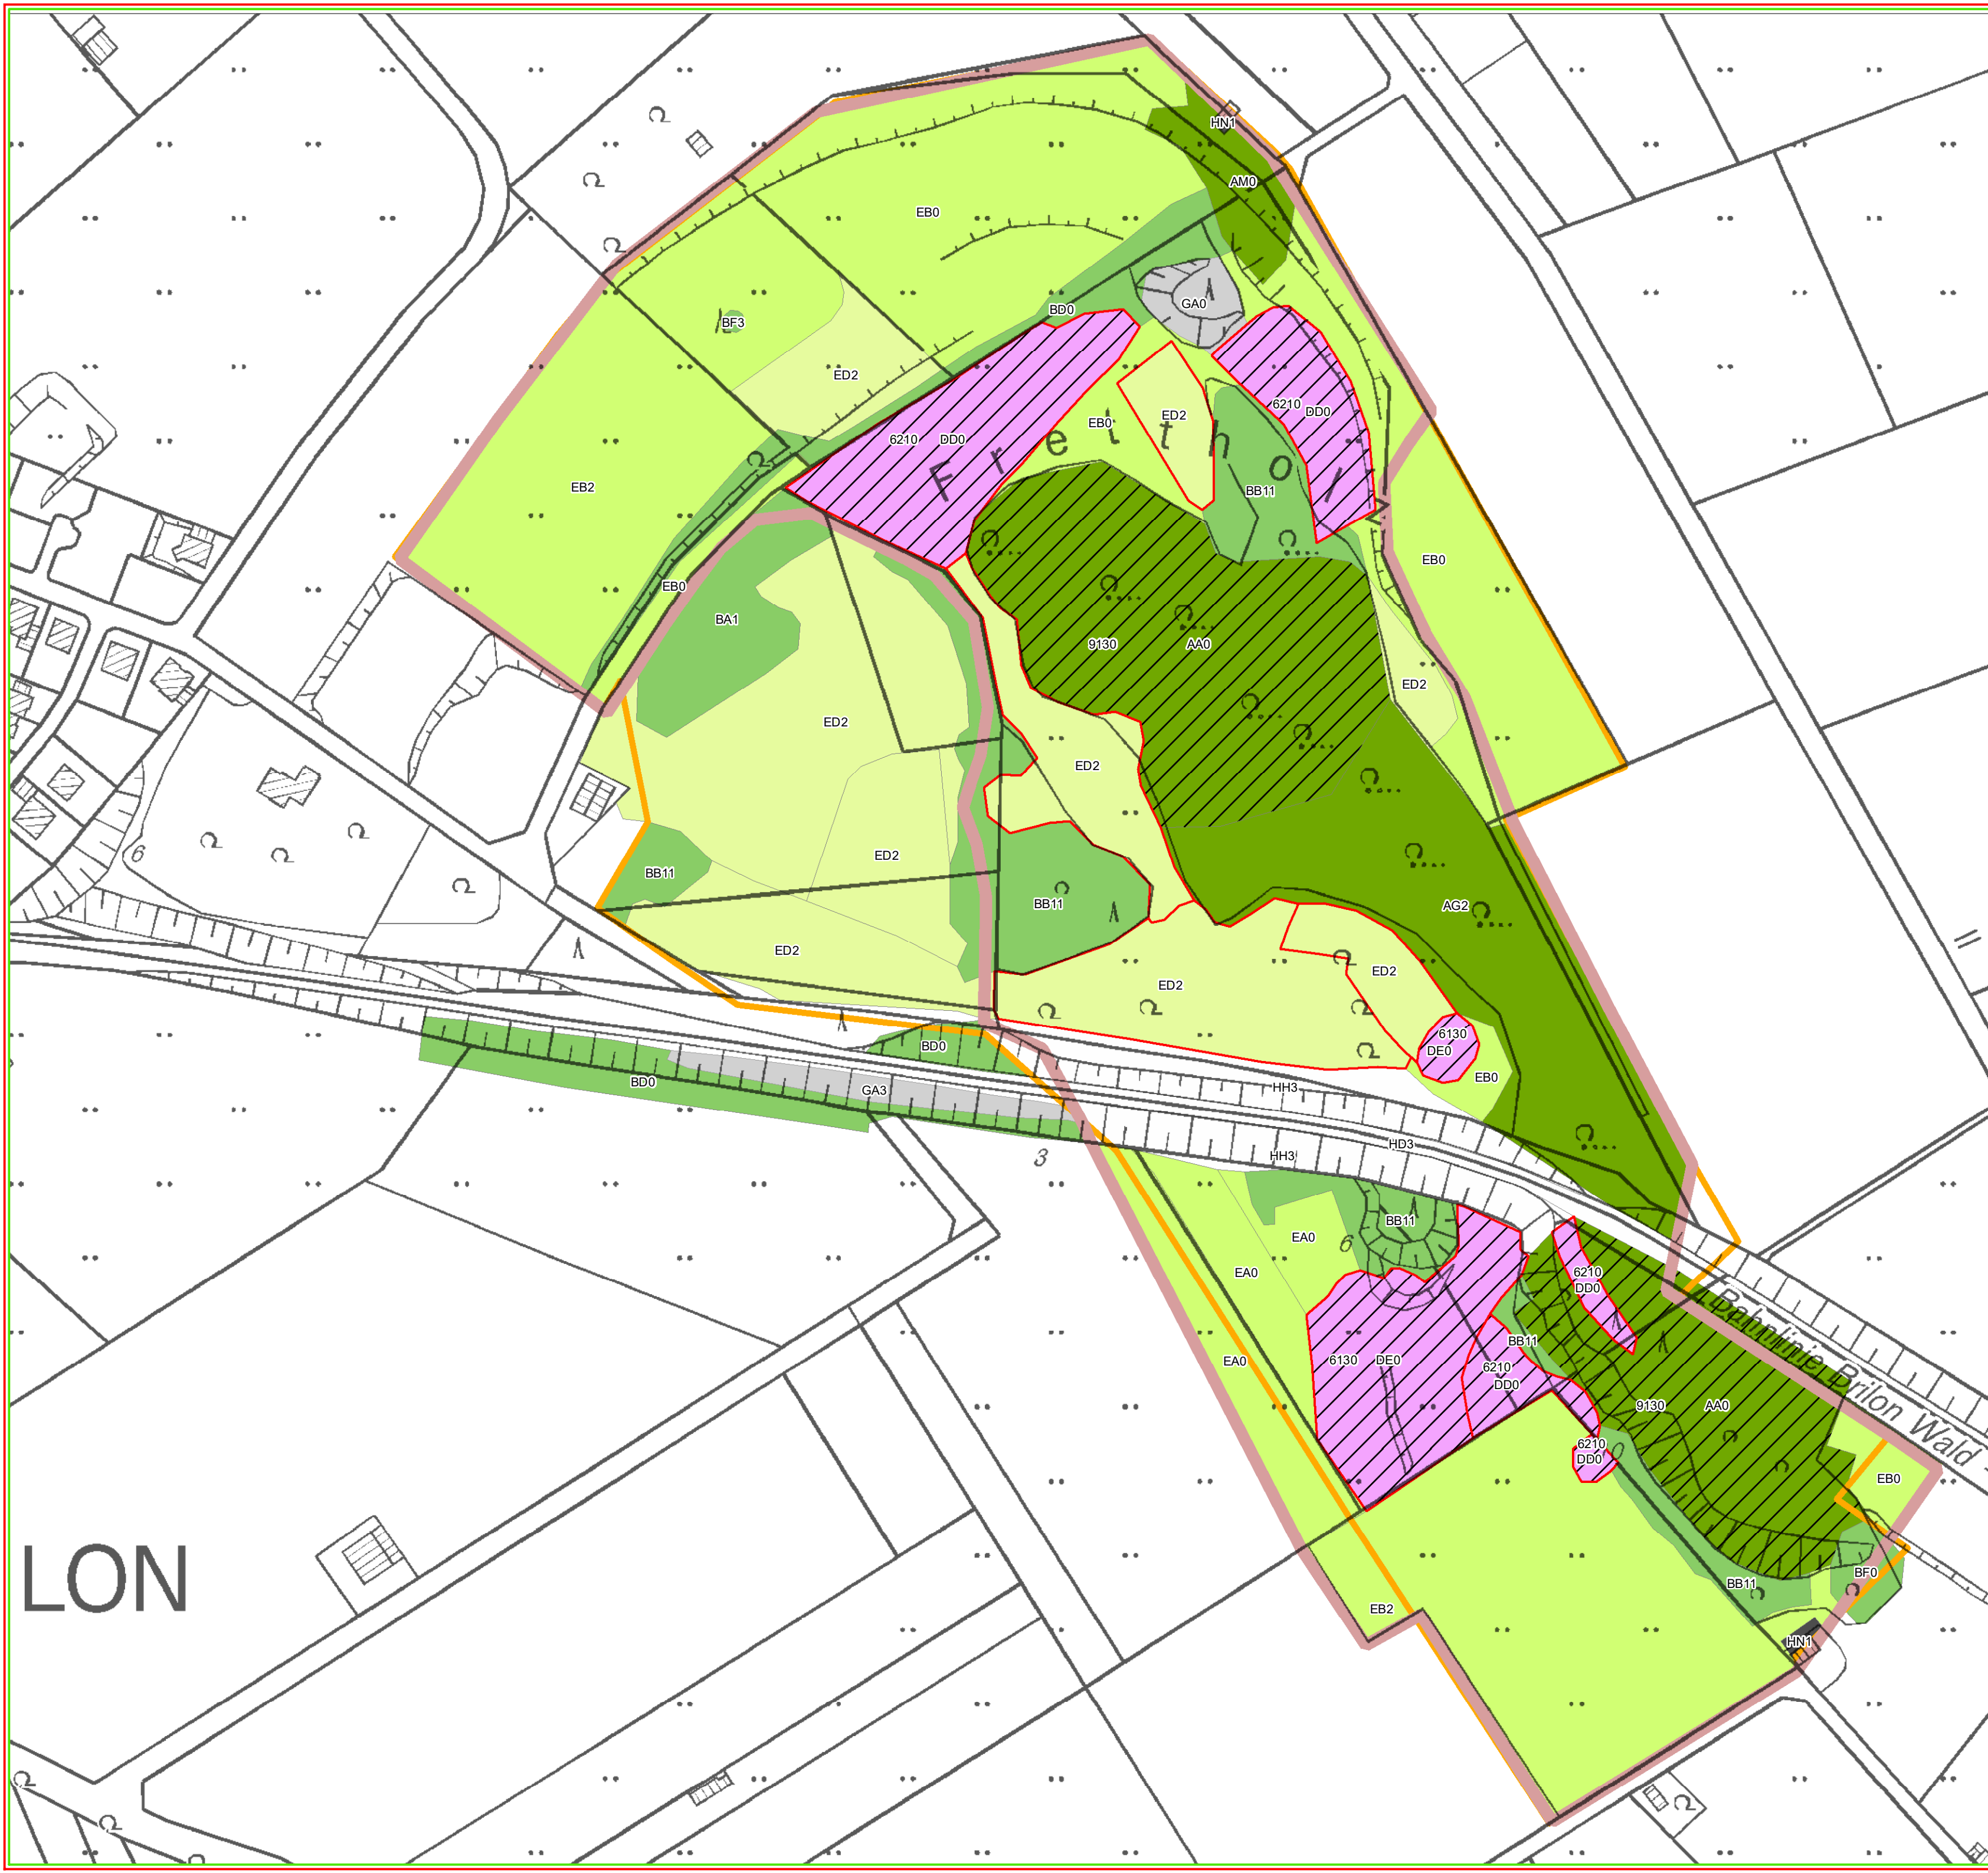 HN1
AM0
EB0
GA0
BD0
BF3
ED2
6210 DD0
6210 DD0
ED2
EB0
Frettholz
EB2
BB11
EB0
EB0
BA1
9130 AA0
ED2
ED2
ED2
6
ED2
BB11
BB11
AG2
ED2
ED2
ED2
6130
DE0
BD0
EB0
BD0
GA3
HH3
HD3
3
HH3
BB11
EA0
6
EA0
6210
DD0
Bahnlinie Brilon Wald
BB11
EA0
6130 DE0
6210
DD0
9130 AA0
6210
DD0
0
EB0
LON
BF0
BB11
EB2
HN1